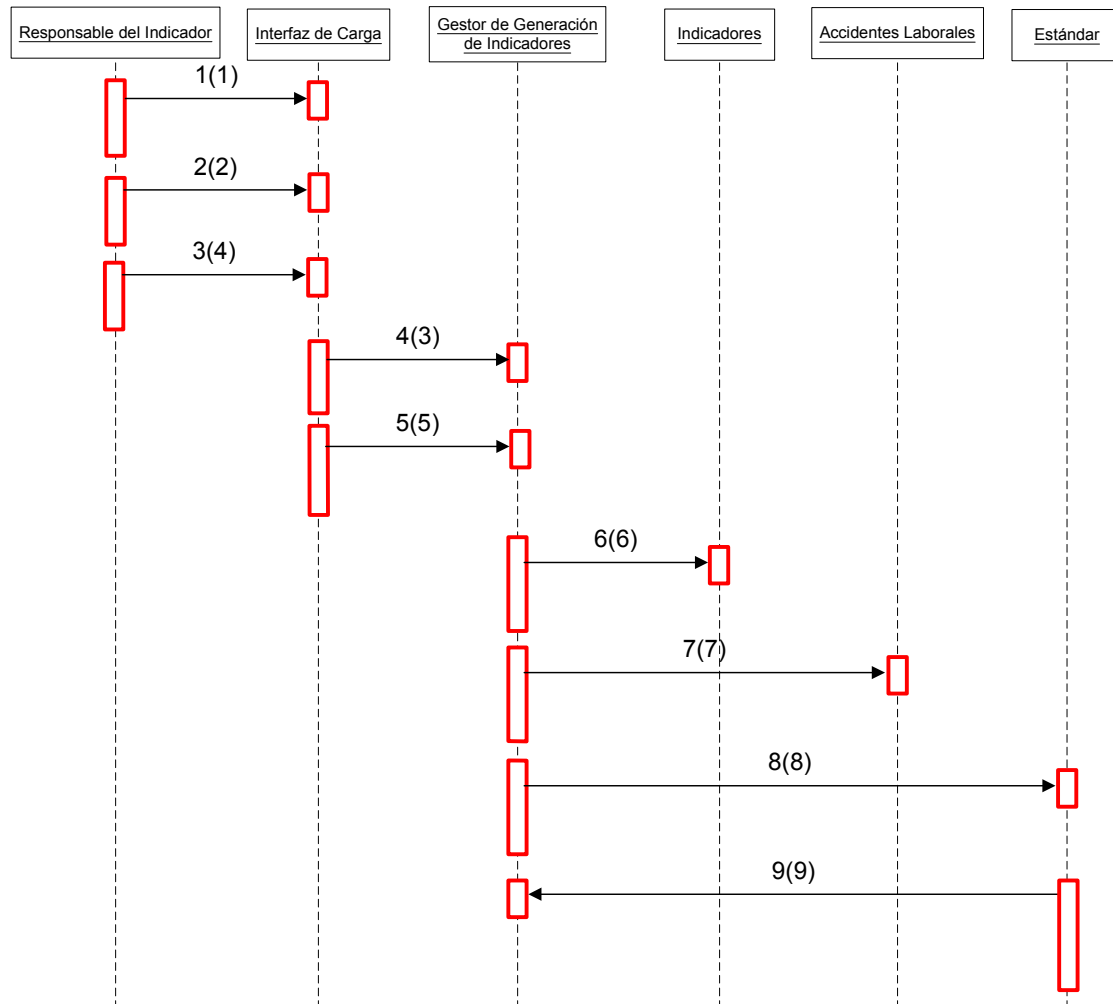 Responsable del Indicador
Interfaz de Carga
Gestor de Generación
de Indicadores
Indicadores
Accidentes Laborales
Estándar
1(1)
2(2)
3(4)
4(3)
5(5)
6(6)
7(7)
8(8)
9(9)